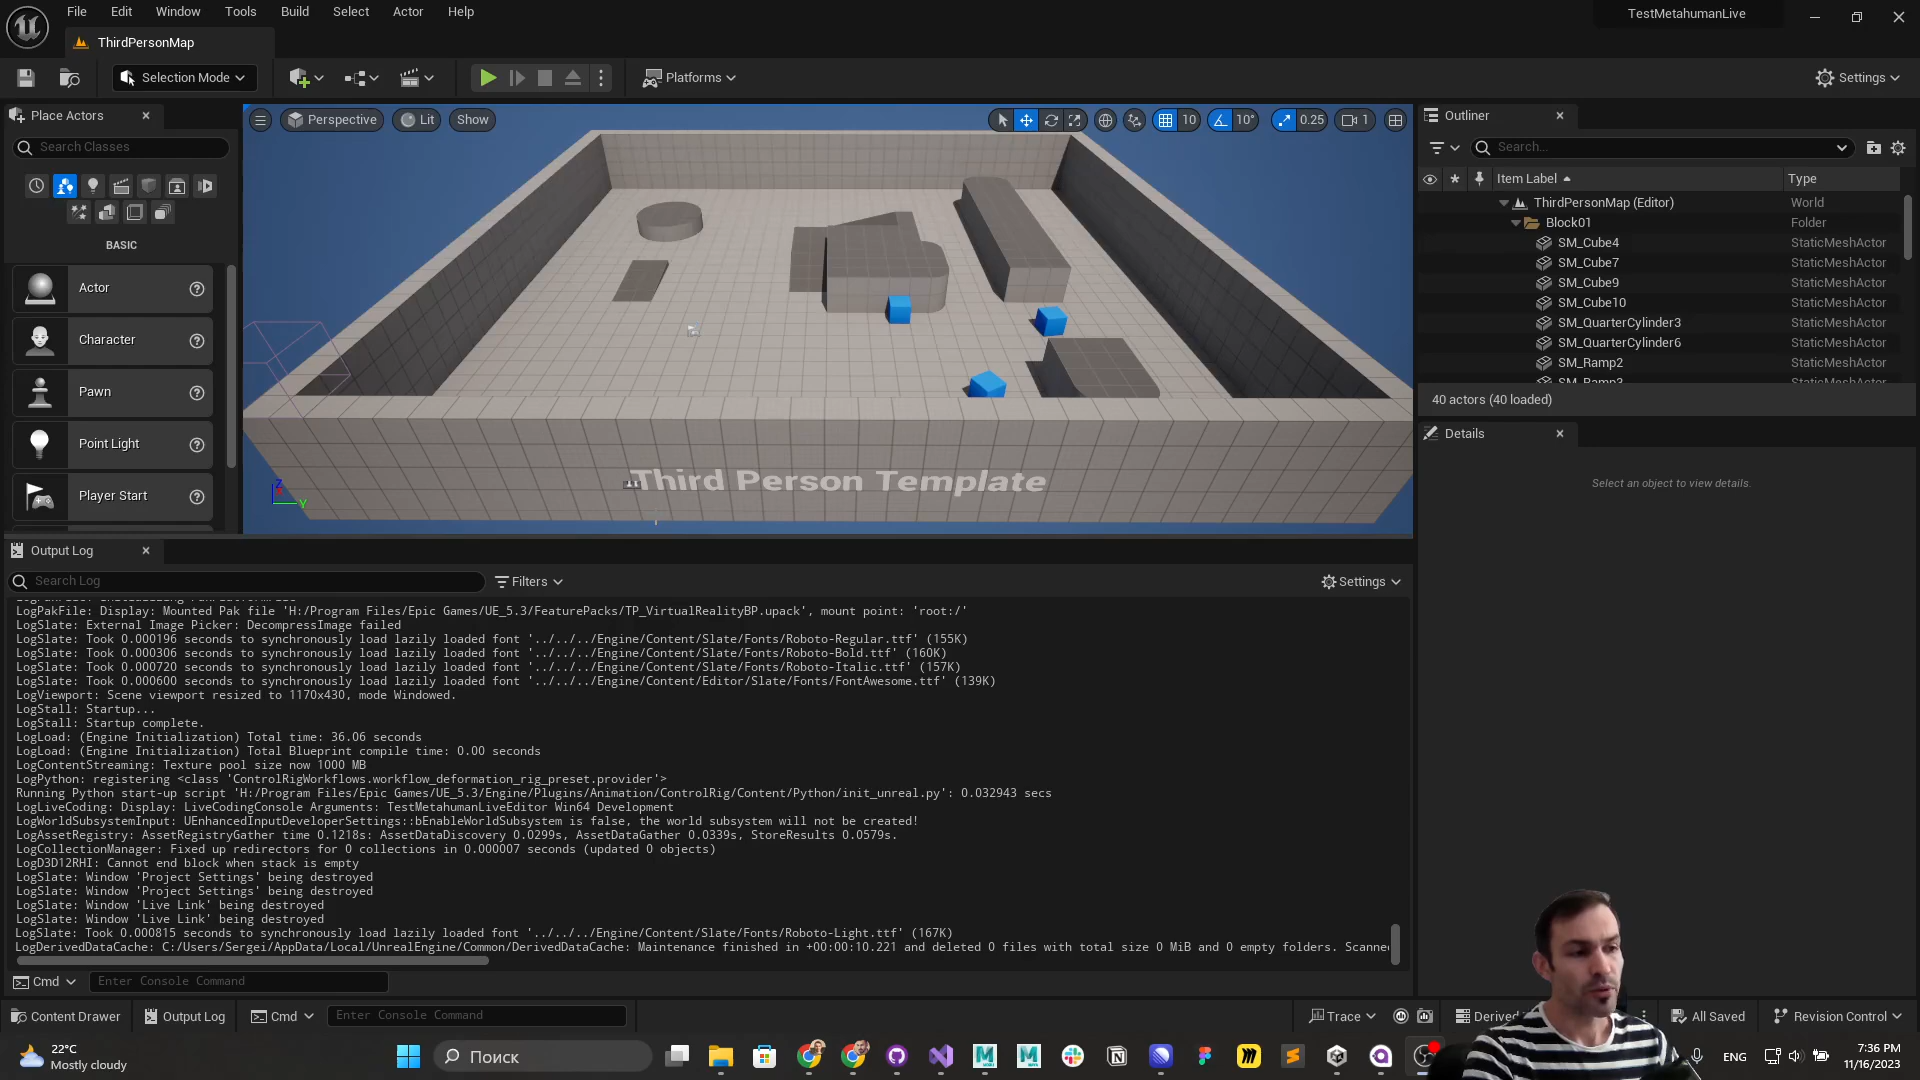 File Edit Window Tools Build Select Actor Help
TestMetahumanLive
ThirdPersonMap
Selection Mode
Platforms
Settings
Place Actors
Search Classes
BASIC
Actor
Character
Pawn
Point Light
Player Start
Perspective Lit Show
10 10° 0.25 1
Third Person Template
Z
Y
Outliner
Search...
Item Label Type
ThirdPersonMap (Editor) World
Block01 Folder
SM_Cube4 StaticMeshActor
SM_Cube7 StaticMeshActor
SM_Cube9 StaticMeshActor
SM_Cube10 StaticMeshActor
SM_QuarterCylinder3 StaticMeshActor
SM_QuarterCylinder6 StaticMeshActor
SM_Ramp2 StaticMeshActor
40 actors (40 loaded)
Details
Select an object to view details.
Output Log
Search Log
Filters
Settings
LogPakFile: Display: Mounted Pak file 'H:/Program Files/Epic Games/UE_5.3/FeaturePacks/TP_VirtualRealityBP.upack', mount point: 'root:/'
LogSlate: External Image Picker: DecompressImage failed
LogSlate: Took 0.000196 seconds to synchronously load lazily loaded font '../../../Engine/Content/Slate/Fonts/Roboto-Regular.ttf' (155K)
LogSlate: Took 0.000306 seconds to synchronously load lazily loaded font '../../../Engine/Content/Slate/Fonts/Roboto-Bold.ttf' (160K)
LogSlate: Took 0.000720 seconds to synchronously load lazily loaded font '../../../Engine/Content/Slate/Fonts/Roboto-Italic.ttf' (157K)
LogSlate: Took 0.000600 seconds to synchronously load lazily loaded font '../../../Engine/Content/Editor/Slate/Fonts/FontAwesome.ttf' (139K)
LogViewport: Scene viewport resized to 1170x430, mode Windowed.
LogStall: Startup...
LogStall: Startup complete.
LogLoad: (Engine Initialization) Total time: 36.06 seconds
LogLoad: (Engine Initialization) Total Blueprint compile time: 0.00 seconds
LogContentStreaming: Texture pool size now 1000 MB
LogPython: registering <class 'ControlRigWorkflows.workflow_deformation_rig_preset.provider'>
Running Python start-up script 'H:/Program Files/Epic Games/UE_5.3/Engine/Plugins/Animation/ControlRig/Content/Python/init_unreal.py': 0.032943 secs
LogLiveCoding: Display: LiveCodingConsole Arguments: TestMetahumanLiveEditor Win64 Development
LogWorldSubsystemInput: UEnhancedInputDeveloperSettings::bEnableWorldSubsystem is false, the world subsystem will not be created!
LogAssetRegistry: AssetRegistryGather time 0.1218s: AssetDataDiscovery 0.0299s, AssetDataGather 0.0339s, StoreResults 0.0579s.
LogCollectionManager: Fixed up redirectors for 0 collections in 0.000007 seconds (updated 0 objects)
LogD3D12RHI: Cannot end block when stack is empty
LogSlate: Window 'Project Settings' being destroyed
LogSlate: Window 'Project Settings' being destroyed
LogSlate: Window 'Live Link' being destroyed
LogSlate: Window 'Live Link' being destroyed
LogSlate: Took 0.000815 seconds to synchronously load lazily loaded font '../../../Engine/Content/Slate/Fonts/Roboto-Light.ttf' (167K)
LogDerivedDataCache: C:/Users/Sergei/AppData/Local/UnrealEngine/Common/DerivedDataCache: Maintenance finished in +00:00:10.221 and deleted 0 files with total size 0 MiB and 0 empty folders. Scanned
Cmd Enter Console Command
Content Drawer Output Log Cmd Enter Console Command Trace Derived All Saved Revision Control
22°C
Mostly cloudy
Поиск
ENG
7:36 PM
11/16/2023